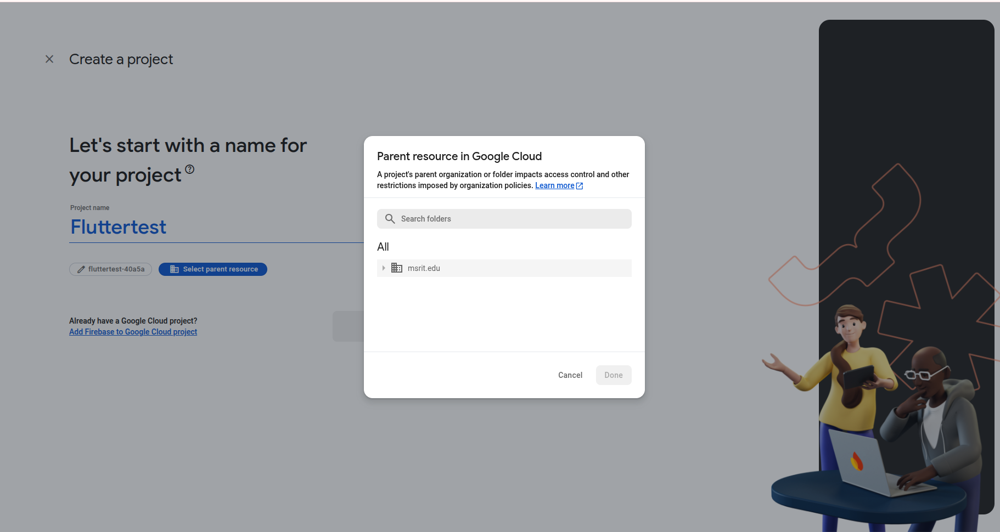 Create a project
Let's start with a name for
your project
Project name
Fluttertest
fluttertest-40a5a
Select parent resource
Already have a Google Cloud project?
Add Firebase to Google Cloud project
Parent resource in Google Cloud
A project's parent organization or folder impacts access control and other
restrictions imposed by organization policies. Learn more
Search folders
All
msrit.edu
Cancel
Done